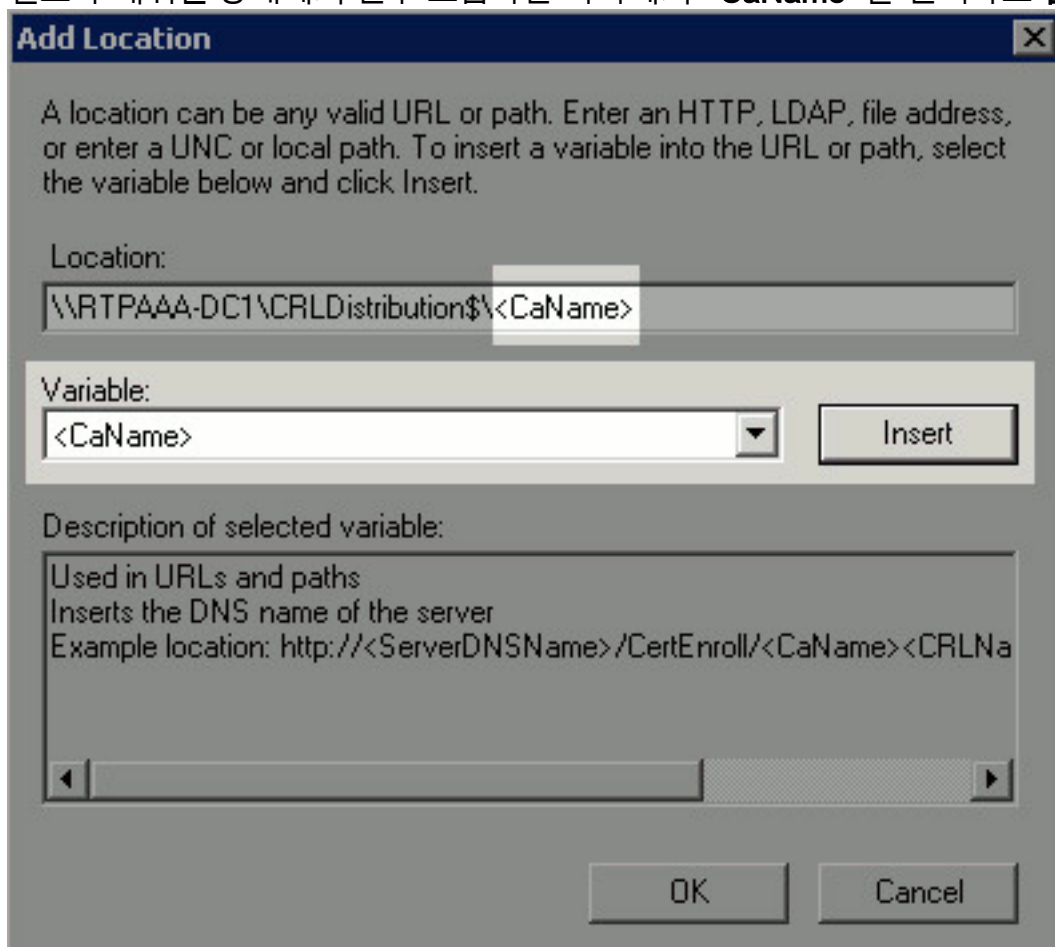 CaName
Add Location
A location can be any valid URL or path. Enter an HTTP, LDAP, file address,
or enter a UNC or local path. To insert a variable into the URL or path, select
the variable below and click Insert.
Location:
\\RTPAAA-DC1\CRLDistribution$\<CaName>
Variable:
<CaName>
Insert
Description of selected variable:
Used in URLs and paths
Inserts the DNS name of the server
Example location: http://<ServerDNSName>/CertEnroll/<CaName><CRLNa
OK
Cancel